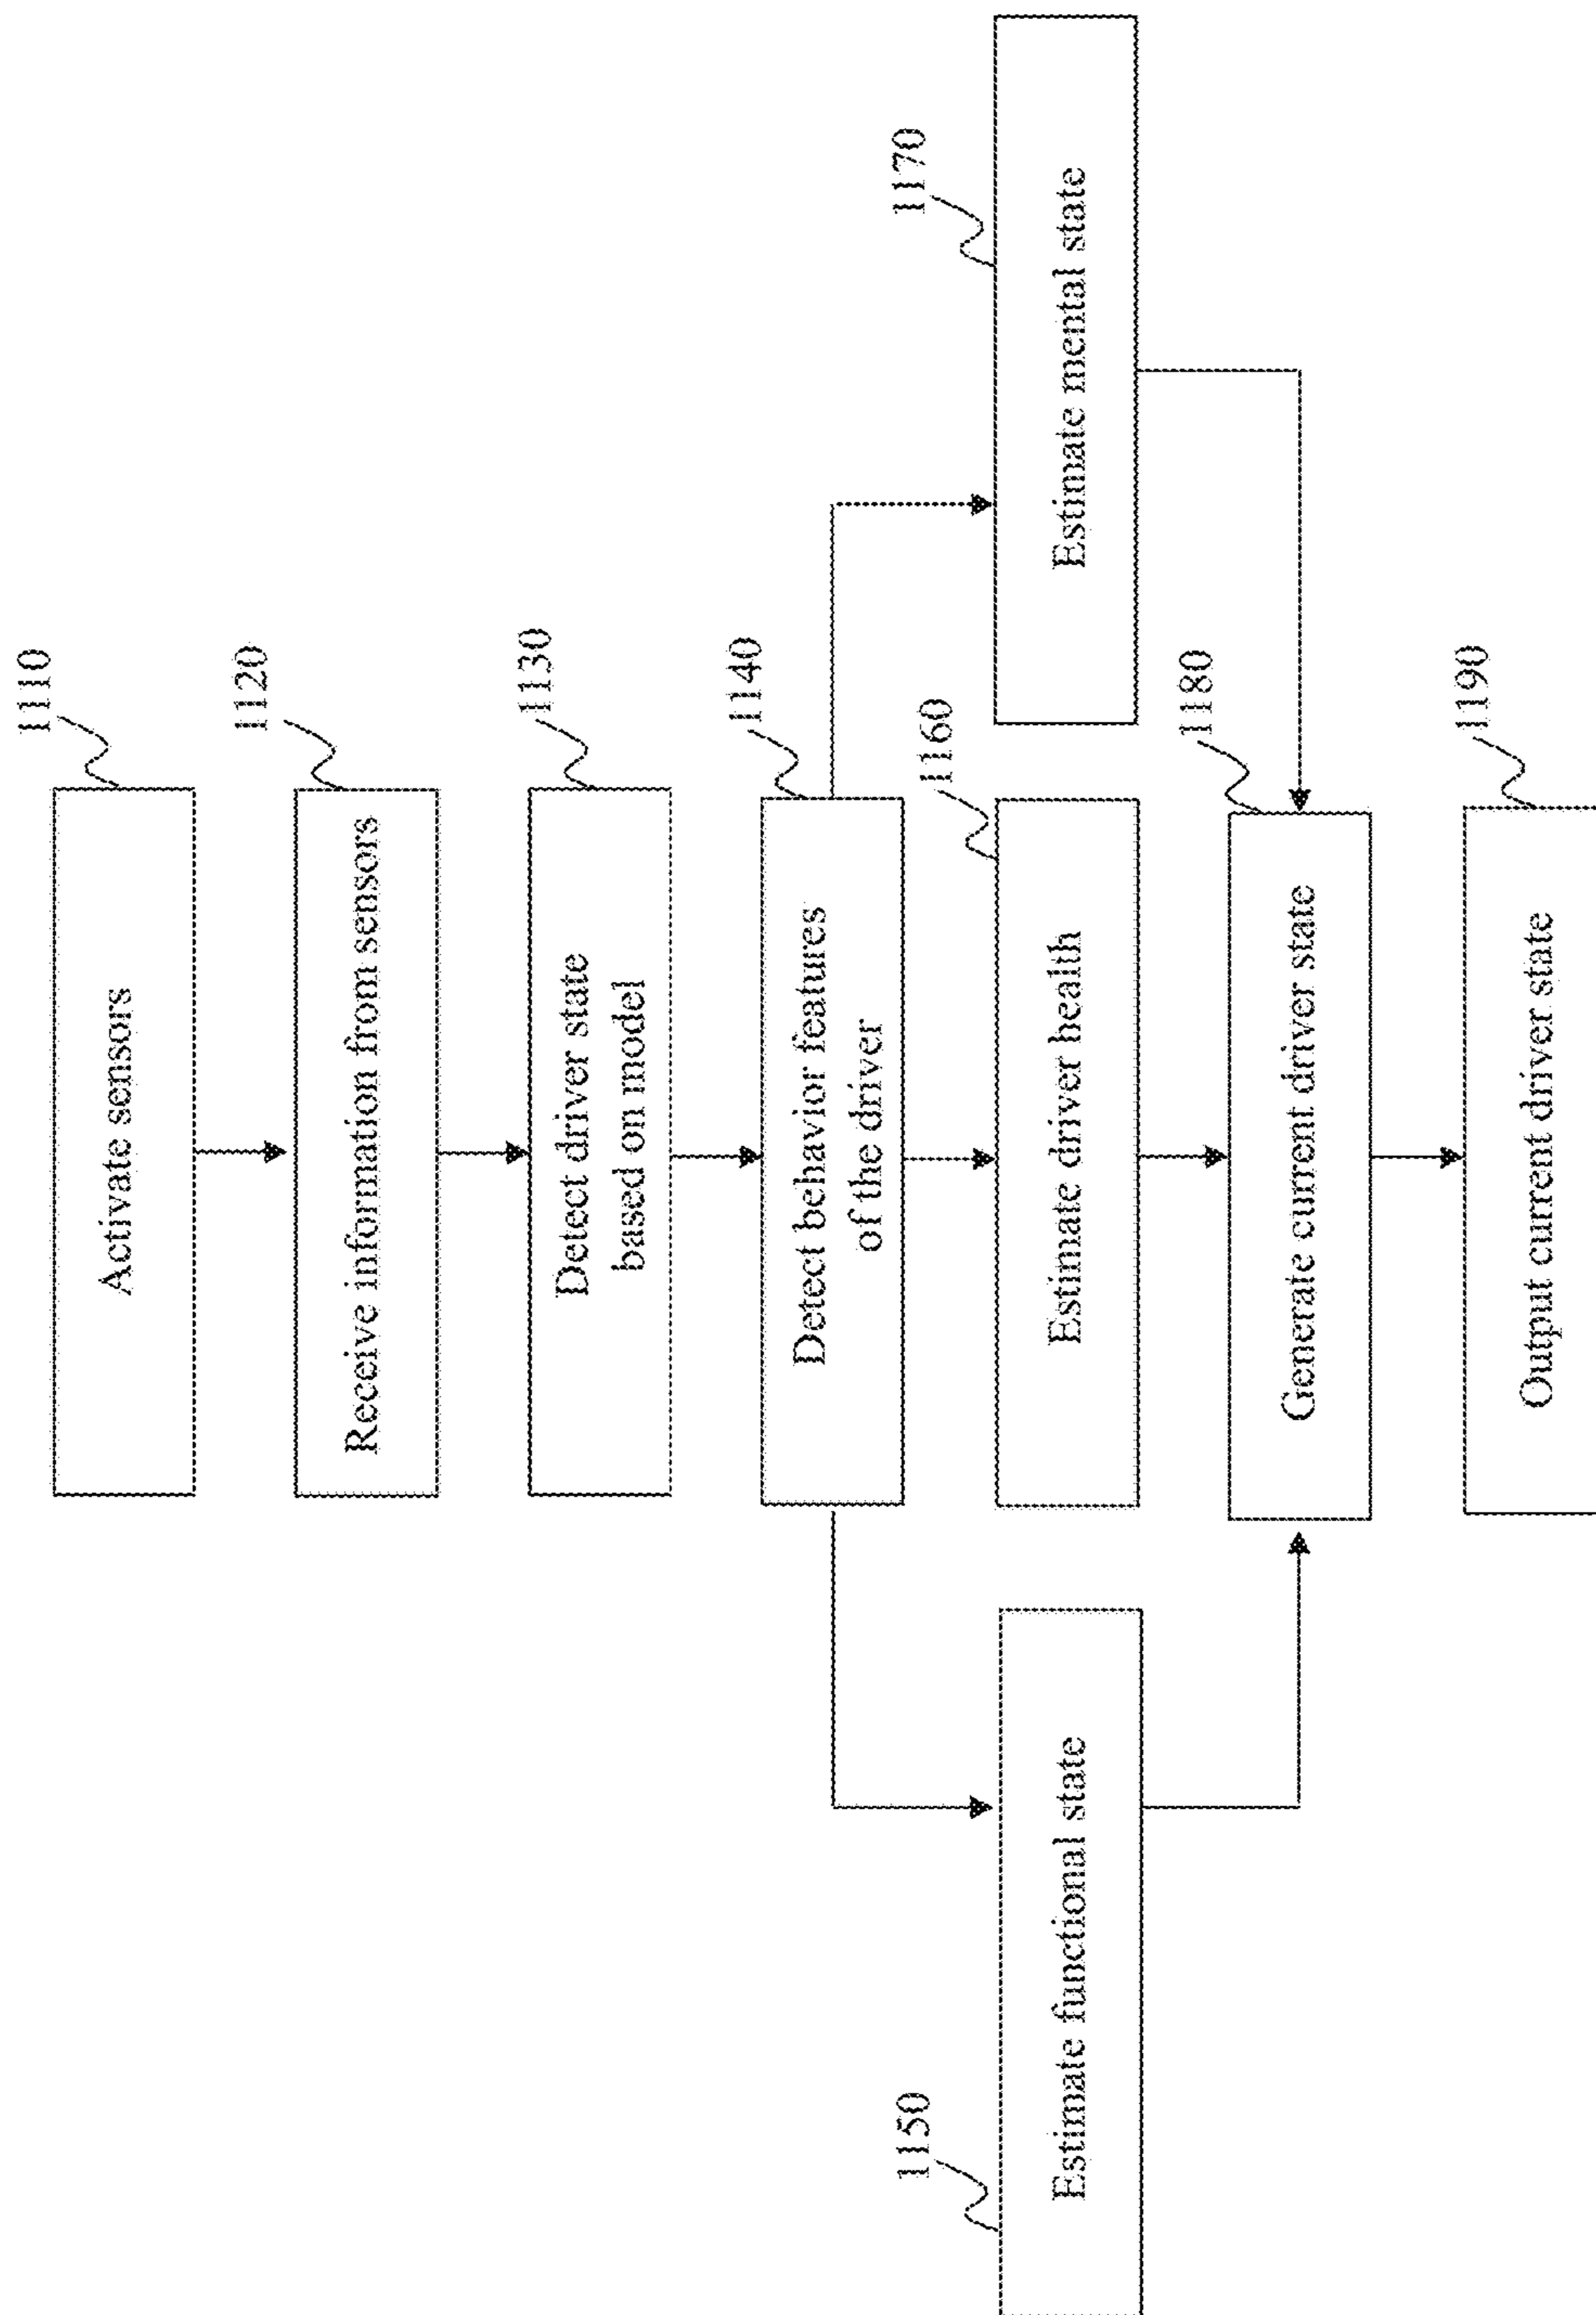 1110
Activate sensors
1120
Receive information from sensors
1130
Detect driver state
based on model
1140
Detect behavior features
of the driver
1150
Estimate functional state
1160
Estimate driver health
1170
Estimate mental state
1180
Generate current driver state
1190
Output current driver state